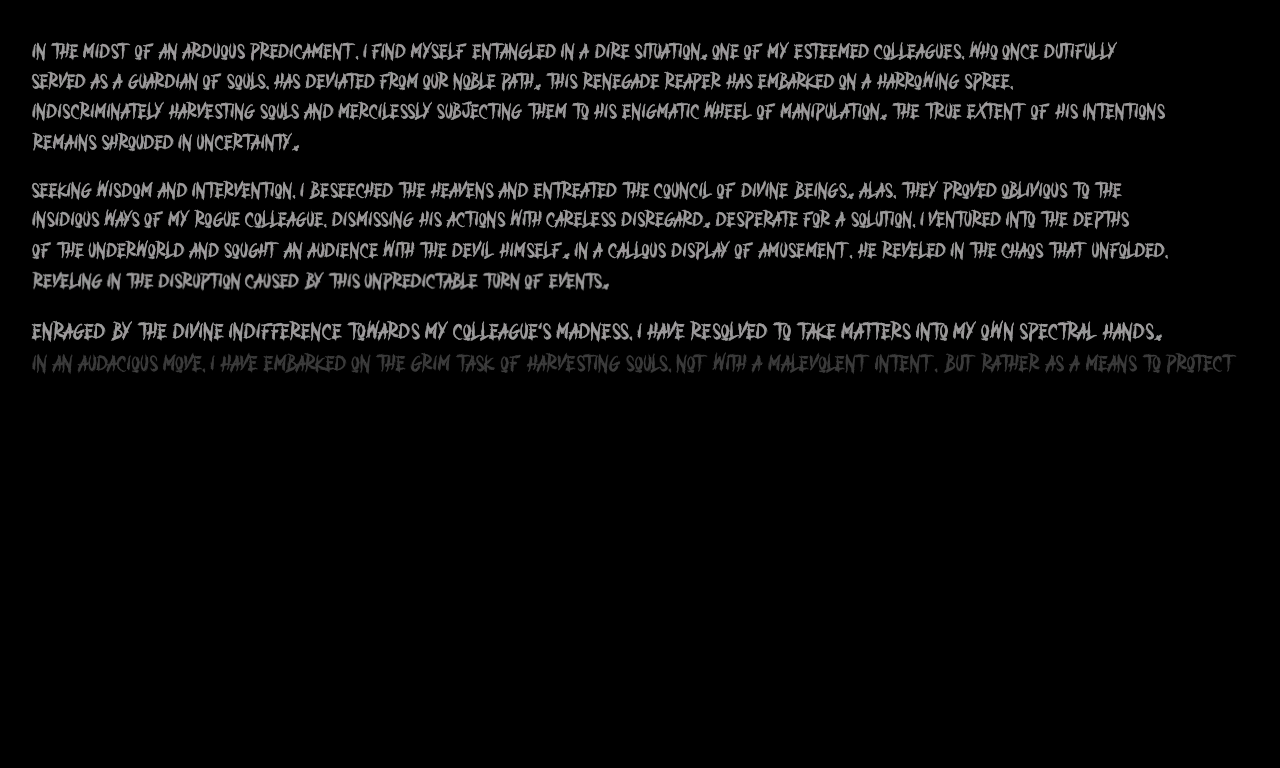 IN THE MIDST OF AN ARDUOUS PREDICAMENT, I FIND MYSELF ENTANGLED IN A DIRE SITUATION. ONE OF MY ESTEEMED COLLEAGUES, WHO ONCE DUTIFULLY
SERVED AS A GUARDIAN OF SOULS, HAS DEVIATED FROM OUR NOBLE PATH. THIS RENEGADE REAPER HAS EMBARKED ON A HARROWING SPREE,
INDISCRIMINATELY HARVESTING SOULS AND MERCILESSLY SUBJECTING THEM TO HIS ENIGMATIC WHEEL OF MANIPULATION. THE TRUE EXTENT OF HIS INTENTIONS
REMAINS SHROUDED IN UNCERTAINTY.
SEEKING WISDOM AND INTERVENTION, I BESEECHED THE HEAVENS AND ENTREATED THE COUNCIL OF DIVINE BEINGS. ALAS, THEY PROVED OBLIVIOUS TO THE
INSIDIOUS WAYS OF MY ROGUE COLLEAGUE, DISMISSING HIS ACTIONS WITH CARELESS DISREGARD. DESPERATE FOR A SOLUTION, I VENTURED INTO THE DEPTHS
OF THE UNDERWORLD AND SOUGHT AN AUDIENCE WITH THE DEVIL HIMSELF. IN A CALLOUS DISPLAY OF AMUSEMENT, HE REVELED IN THE CHAOS THAT UNFOLDED,
REVELING IN THE DISRUPTION CAUSED BY THIS UNPREDICTABLE TURN OF EVENTS.
ENRAGED BY THE DIVINE INDIFFERENCE TOWARDS MY COLLEAGUE'S MADNESS, I HAVE RESOLVED TO TAKE MATTERS INTO MY OWN SPECTRAL HANDS.
IN AN AUDACIOUS MOVE, I HAVE EMBARKED ON THE GRIM TASK OF HARVESTING SOULS, NOT WITH A MALEVOLENT INTENT, BUT RATHER AS A MEANS TO PROTECT